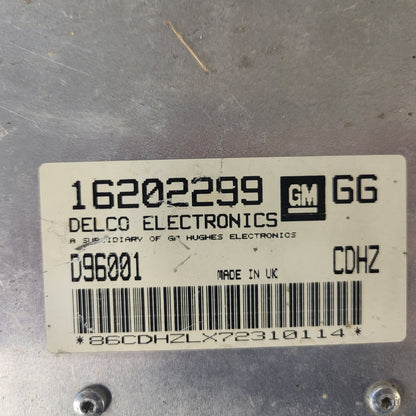 16202299 GM GG
DELCO ELECTRONICS
A SUBSIDIARY OF GM HUGHES ELECTRONICS
D96001 MADE IN UK CDHZ
*86CDHZLX72310114*